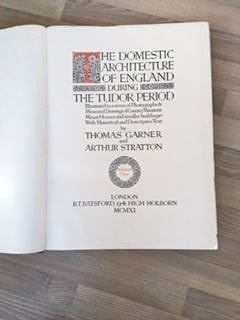 THE DOMESTIC
ARCHITECTURE
OF ENGLAND
DURING
THE TUDOR PERIOD
Illustrated in a series of Photographs &
Measured Drawings of Country Mansions
Manor Houses and smaller Buildings
With Historical and Descriptive Text
by
THOMAS GARNER
and
ARTHUR STRATTON
Volume
LONDON
B.T. BATSFORD, 94 HIGH HOLBORN
MCMXI